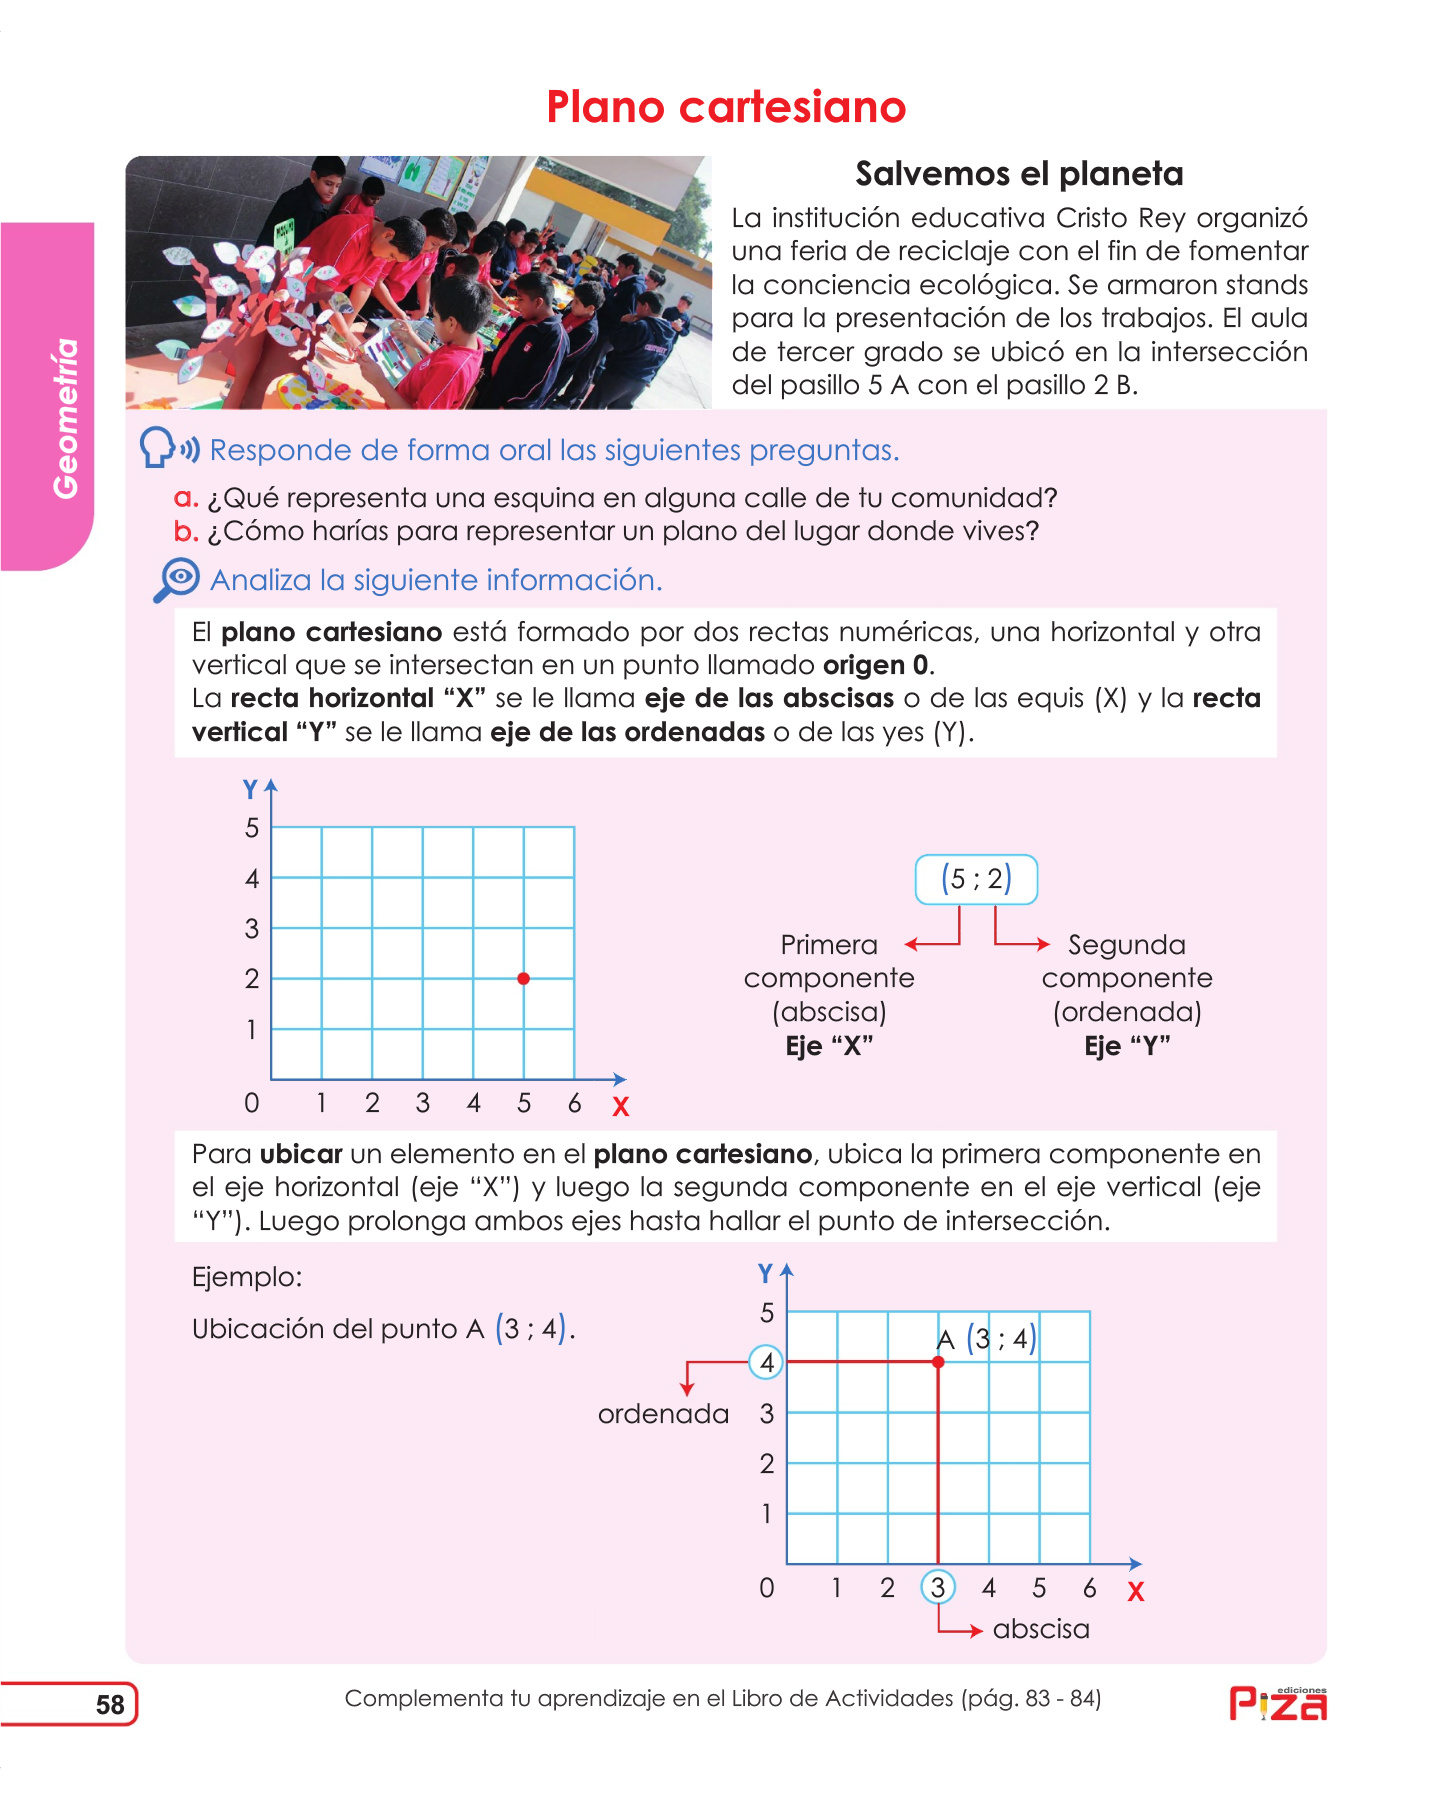 Plano cartesiano
Salvemos el planeta
La institución educativa Cristo Rey organizó
una feria de reciclaje con el fin de fomentar
la conciencia ecológica. Se armaron stands
para la presentación de los trabajos. El aula
de tercer grado se ubicó en la intersección
del pasillo 5 A con el pasillo 2 B.
Geometría
Responde de forma oral las siguientes preguntas.
a. ¿Qué representa una esquina en alguna calle de tu comunidad?
b. ¿Cómo harías para representar un plano del lugar donde vives?
Analiza la siguiente información.
El plano cartesiano está formado por dos rectas numéricas, una horizontal y otra
vertical que se intersectan en un punto llamado origen 0.
La recta horizontal “X” se le llama eje de las abscisas o de las equis (X) y la recta
vertical “Y” se le llama eje de las ordenadas o de las yes (Y).
Y
5
4
3
2
1
0 1 2 3 4 5 6 X
(5 ; 2)
Primera
componente
(abscisa)
Eje “X”
Segunda
componente
(ordenada)
Eje “Y”
Para ubicar un elemento en el plano cartesiano, ubica la primera componente en
el eje horizontal (eje “X”) y luego la segunda componente en el eje vertical (eje
“Y”). Luego prolonga ambos ejes hasta hallar el punto de intersección.
Ejemplo:
Ubicación del punto A (3 ; 4).
Y
5
A (3 ; 4)
4
ordenada
3
2
1
0 1 2 3 4 5 6 X
abscisa
58
Complementa tu aprendizaje en el Libro de Actividades (pág. 83 - 84)
ediciones
Piza